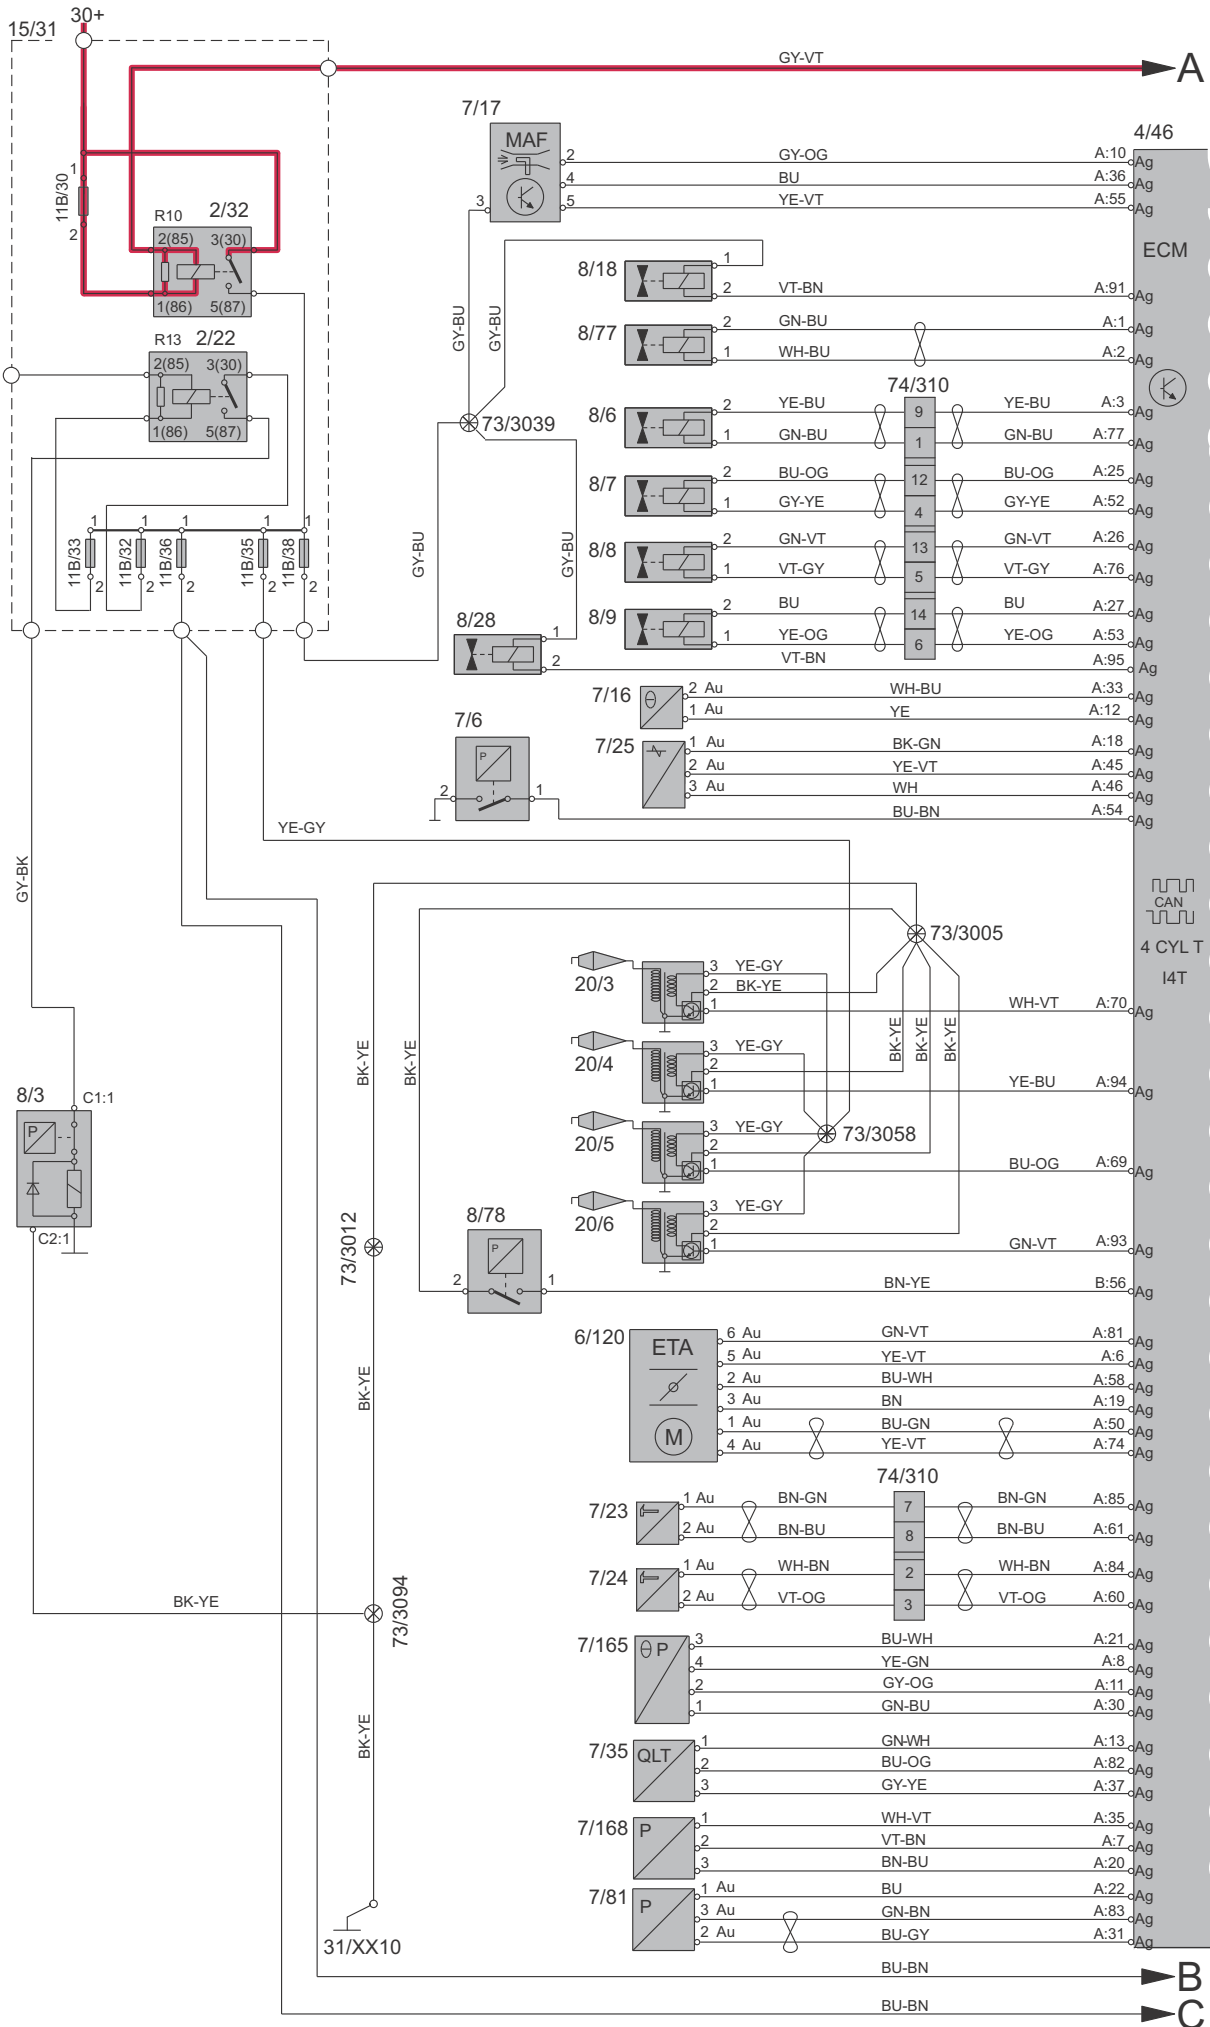 30+
15/31
GY-VT
A
7/17
4/46
MAF
2 GY-OG A:10 Ag
4 BU A:36 Ag
3
5 YE-VT A:55 Ag
ECM
1
11B/30
2
R10 2/32
2(85) 3(30)
1(86) 5(87)
R13 2/22
2(85) 3(30)
1(86) 5(87)
GY-BU
GY-BU
8/18
1
2 VT-BN A:91 Ag
8/77
2 GN-BU A:1 Ag
1 WH-BU A:2 Ag
74/310
73/3039
8/6
2 YE-BU 9 YE-BU A:3 Ag
1 GN-BU 1 GN-BU A:77 Ag
8/7
2 BU-OG 12 BU-OG A:25 Ag
1 GY-YE 4 GY-YE A:52 Ag
8/8
2 GN-VT 13 GN-VT A:26 Ag
1 VT-GY 5 VT-GY A:76 Ag
8/9
2 BU 14 BU A:27 Ag
1 YE-OG 6 YE-OG A:53 Ag
1 1 1 1 1
11B/33 11B/32 11B/36 11B/35 11B/38
2 2 2 2 2
GY-BU
GY-BU
8/28
1
2 VT-BN A:95 Ag
7/16
2 Au WH-BU A:33 Ag
1 Au YE A:12 Ag
7/6
P
2 1
7/25
1 Au BK-GN A:18 Ag
2 Au YE-VT A:45 Ag
3 Au WH A:46 Ag
BU-BN A:54 Ag
YE-GY
GY-BK
CAN
4 CYL T
I4T
73/3005
20/3
3 YE-GY
2 BK-YE
1 WH-VT A:70 Ag
BK-YE
BK-YE
BK-YE
BK-YE
BK-YE
20/4
3 YE-GY
2
1 YE-BU A:94 Ag
73/3058
20/5
3 YE-GY
2
1 BU-OG A:69 Ag
20/6
3 YE-GY
2
1 GN-VT A:93 Ag
8/3
C1:1
P
C2:1
73/3012
8/78
P
2 1 BN-YE B:56 Ag
6/120
ETA
M
6 Au GN-VT A:81 Ag
5 Au YE-VT A:6 Ag
2 Au BU-WH A:58 Ag
3 Au BN A:19 Ag
1 Au BU-GN A:50 Ag
4 Au YE-VT A:74 Ag
BK-YE
74/310
7/23
1 Au BN-GN 7 BN-GN A:85 Ag
2 Au BN-BU 8 BN-BU A:61 Ag
7/24
1 Au WH-BN 2 WH-BN A:84 Ag
2 Au VT-OG 3 VT-OG A:60 Ag
BK-YE
73/3094
7/165
θ P
3 BU-WH A:21 Ag
4 YE-GN A:8 Ag
2 GY-OG A:11 Ag
1 GN-BU A:30 Ag
BK-YE
7/35
QLT
1 GN-WH A:13 Ag
2 BU-OG A:82 Ag
3 GY-YE A:37 Ag
7/168
P
1 WH-VT A:35 Ag
2 VT-BN A:7 Ag
3 BN-BU A:20 Ag
7/81
P
1 Au BU A:22 Ag
3 Au GN-BN A:83 Ag
2 Au BU-GY A:31 Ag
31/XX10
BU-BN
B
BU-BN
C